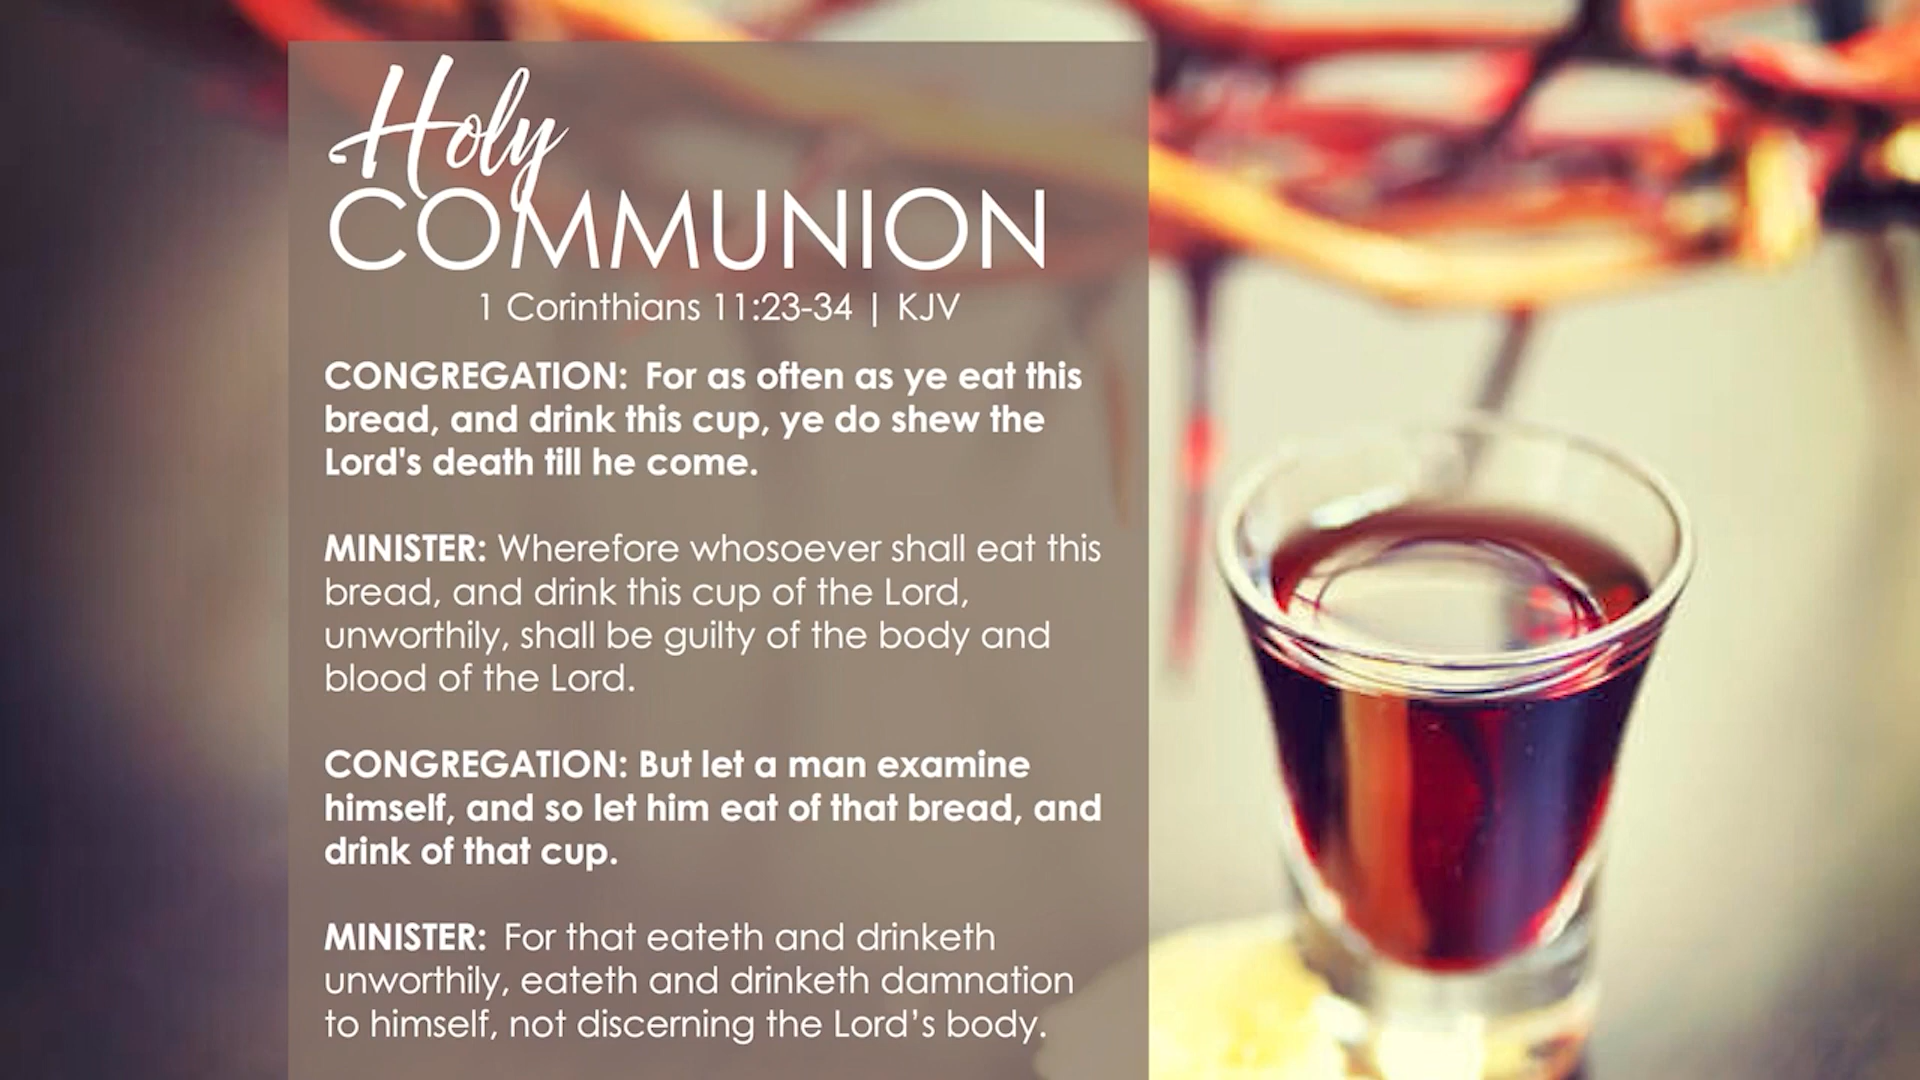 Holy
COMMUNION
1 Corinthians 11:23-34 | KJV
CONGREGATION: For as often as ye eat this
bread, and drink this cup, ye do shew the
Lord's death till he come.
MINISTER: Wherefore whosoever shall eat this
bread, and drink this cup of the Lord,
unworthily, shall be guilty of the body and
blood of the Lord.
CONGREGATION: But let a man examine
himself, and so let him eat of that bread, and
drink of that cup.
MINISTER: For that eateth and drinketh
unworthily, eateth and drinketh damnation
to himself, not discerning the Lord’s body.